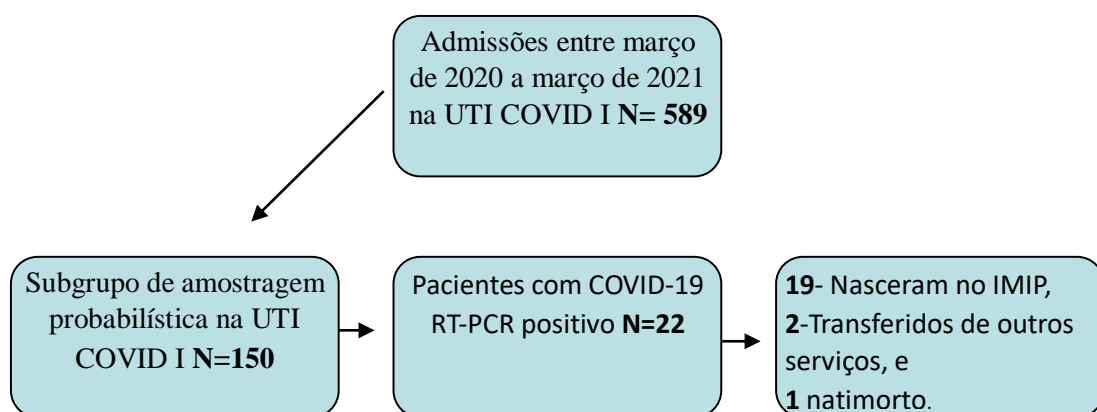 Admissões entre março
de 2020 a março de 2021
na UTI COVID I N= 589
Subgrupo de amostragem
probabilística na UTI
COVID I N=150
Pacientes com COVID-19
RT-PCR positivo N=22
19- Nasceram no IMIP,
2-Transferidos de outros
serviços, e
1 natimorto.